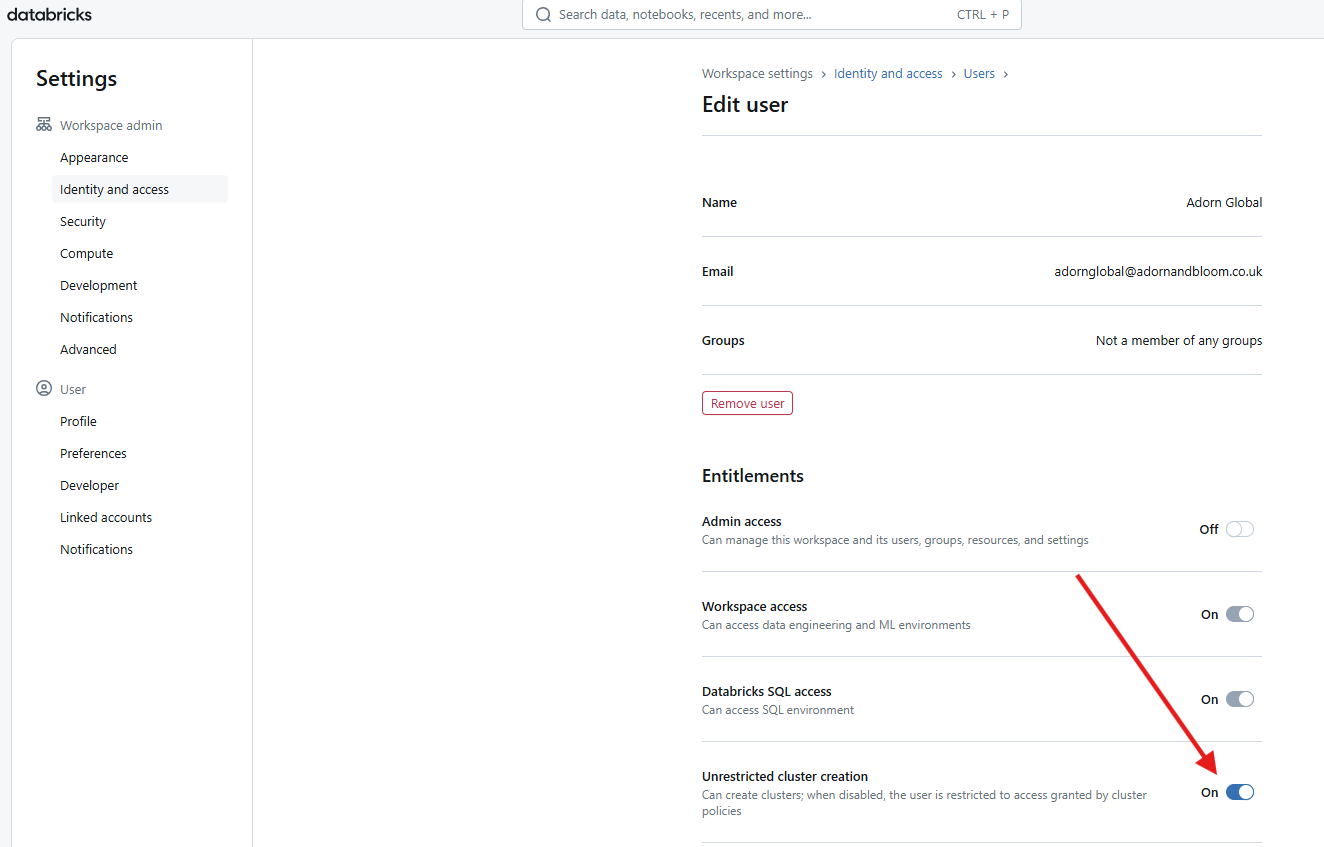 databricks
Search data, notebooks, recents, and more...
CTRL + P
Settings
Workspace admin
Appearance
Identity and access
Security
Compute
Development
Notifications
Advanced
User
Profile
Preferences
Developer
Linked accounts
Notifications
Workspace settings › Identity and access › Users ›
Edit user
Name
Adorn Global
Email
adornglobal@adornandbloom.co.uk
Groups
Not a member of any groups
Remove user
Entitlements
Admin access
Can manage this workspace and its users, groups, resources, and settings
Off
Workspace access
Can access data engineering and ML environments
On
Databricks SQL access
Can access SQL environment
On
Unrestricted cluster creation
Can create clusters; when disabled, the user is restricted to access granted by cluster
policies
On